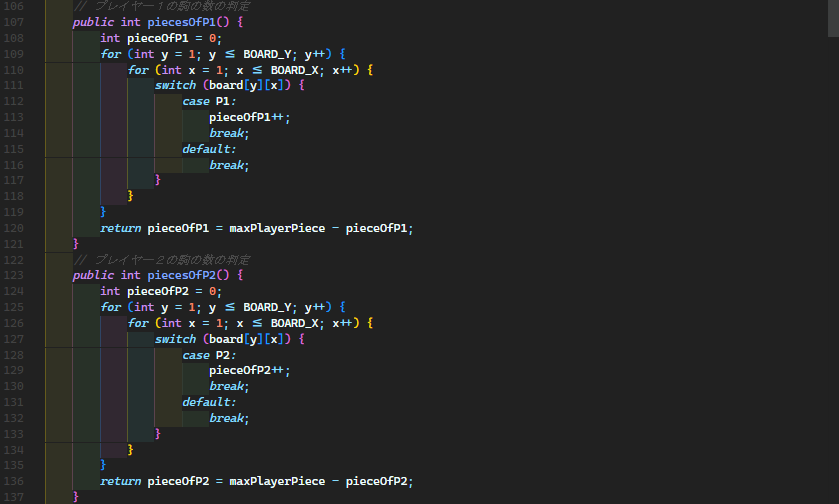 106 // プレイヤー１の駒の数の判定
107 public int piecesOfP1() {
108 int pieceOfP1 = 0;
109 for (int y = 1; y ≤ BOARD_Y; y++) {
110 for (int x = 1; x ≤ BOARD_X; x++) {
111 switch (board[y][x]) {
112 case P1:
113 pieceOfP1++;
114 break;
115 default:
116 break;
117 }
118 }
119 }
120 return pieceOfP1 = maxPlayerPiece - pieceOfP1;
121 }
122 // プレイヤー２の駒の数の判定
123 public int piecesOfP2() {
124 int pieceOfP2 = 0;
125 for (int y = 1; y ≤ BOARD_Y; y++) {
126 for (int x = 1; x ≤ BOARD_X; x++) {
127 switch (board[y][x]) {
128 case P2:
129 pieceOfP2++;
130 break;
131 default:
132 break;
133 }
134 }
135 }
136 return pieceOfP2 = maxPlayerPiece - pieceOfP2;
137 }